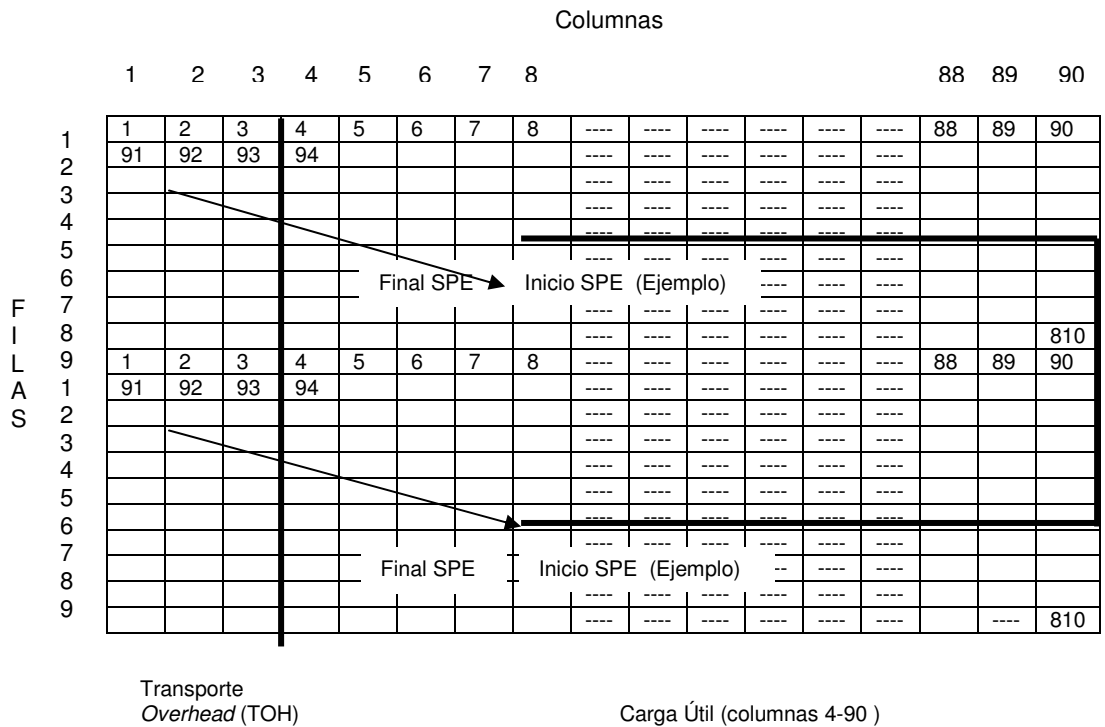 Columnas
1 2 3 4 5 6 7 8 88 89 90
1 1 2 3 4 5 6 7 8 ---- ---- ---- ---- ---- ---- 88 89 90
2 91 92 93 94 ---- ---- ---- ---- ---- ----
3 ---- ---- ---- ---- ---- ----
4 ---- ---- ---- ---- ---- ----
5 ---- ---- ---- ---- ---- ----
6 ---- ---- ---- ---- ---- ----
Final SPE Inicio SPE (Ejemplo) ---- ---- ----
F 7 ---- ---- ---- ---- ---- ----
I 8 ---- ---- ---- ---- ---- ---- 810
L 9 1 2 3 4 5 6 7 8 ---- ---- ---- ---- ---- ---- 88 89 90
A 1 91 92 93 94 ---- ---- ---- ---- ---- ----
S 2 ---- ---- ---- ---- ---- ----
3 ---- ---- ---- ---- ---- ----
4 ---- ---- ---- ---- ---- ----
5 ---- ---- ---- ---- ---- ----
6 ---- ---- ---- ---- ---- ----
7 ---- ---- ---- ---- ---- ----
Final SPE Inicio SPE (Ejemplo) -- ---- ----
8 ---- ---- ---- ---- ---- ----
9 ---- ---- ---- ---- ---- ---- ---- 810
Transporte
Overhead (TOH) Carga Útil (columnas 4-90 )